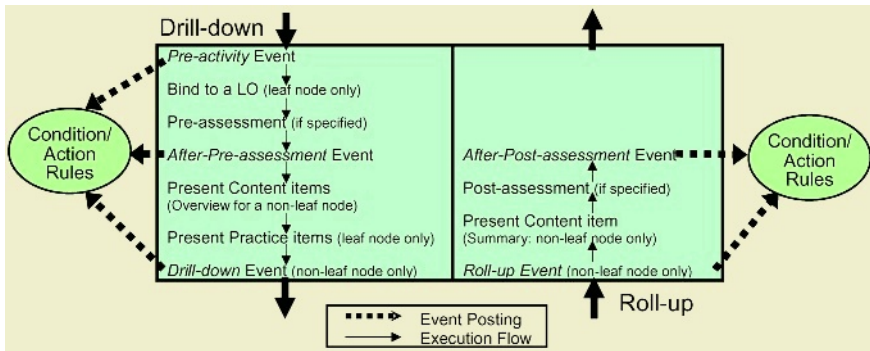 Drill-down
Pre-activity Event
Bind to a LO (leaf node only)
Pre-assessment (if specified)
After-Pre-assessment Event
Present Content items
(Overview for a non-leaf node)
Present Practice items (leaf node only)
Drill-down Event (non-leaf node only)
Condition/
Action
Rules
After-Post-assessment Event
Post-assessment (if specified)
Present Content item
(Summary: non-leaf node only)
Roll-up Event (non-leaf node only)
Condition/
Action
Rules
Roll-up
Event Posting
Execution Flow